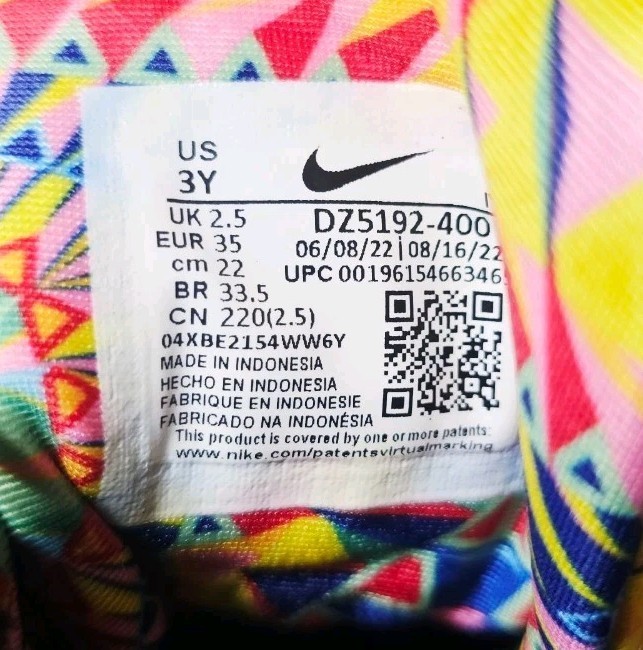 US
3Y
UK 2.5
EUR 35
cm 22
BR 33.5
CN 220(2.5)
DZ5192-400
06/08/22|08/16/22
UPC 0019615466346
04XBE2154WW6Y
MADE IN INDONESIA
HECHO EN INDONESIA
FABRIQUE EN INDONESIE
FABRICADO NA INDONÉSIA
This product is covered by one or more patents:
www.nike.com/patentsvirtualmarking